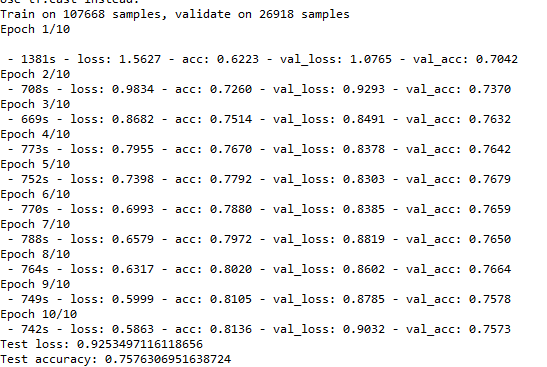 Use tf.cast instead.
Train on 107668 samples, validate on 26918 samples
Epoch 1/10
- 1381s - loss: 1.5627 - acc: 0.6223 - val_loss: 1.0765 - val_acc: 0.7042
Epoch 2/10
- 708s - loss: 0.9834 - acc: 0.7260 - val_loss: 0.9293 - val_acc: 0.7370
Epoch 3/10
- 669s - loss: 0.8682 - acc: 0.7514 - val_loss: 0.8491 - val_acc: 0.7632
Epoch 4/10
- 773s - loss: 0.7955 - acc: 0.7670 - val_loss: 0.8378 - val_acc: 0.7642
Epoch 5/10
- 752s - loss: 0.7398 - acc: 0.7792 - val_loss: 0.8303 - val_acc: 0.7679
Epoch 6/10
- 770s - loss: 0.6993 - acc: 0.7880 - val_loss: 0.8385 - val_acc: 0.7659
Epoch 7/10
- 788s - loss: 0.6579 - acc: 0.7972 - val_loss: 0.8819 - val_acc: 0.7650
Epoch 8/10
- 764s - loss: 0.6317 - acc: 0.8020 - val_loss: 0.8602 - val_acc: 0.7664
Epoch 9/10
- 749s - loss: 0.5999 - acc: 0.8105 - val_loss: 0.8785 - val_acc: 0.7578
Epoch 10/10
- 742s - loss: 0.5863 - acc: 0.8136 - val_loss: 0.9032 - val_acc: 0.7573
Test loss: 0.9253497116118656
Test accuracy: 0.7576306951638724